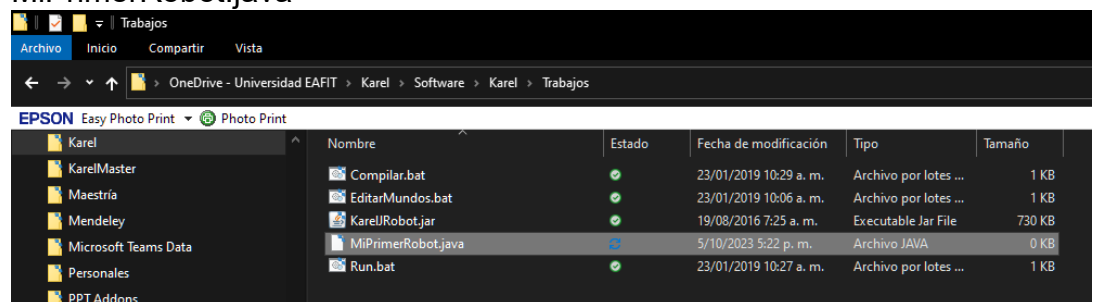 MiPrimerRobot.java
Trabajos
Archivo Inicio Compartir Vista
OneDrive - Universidad EAFIT > Karel > Software > Karel > Trabajos
EPSON Easy Photo Print Photo Print
Karel
KarelMaster
Maestría
Mendeley
Microsoft Teams Data
Personales
PPT Addons
Nombre Estado Fecha de modificación Tipo Tamaño
Compilar.bat 23/01/2019 10:29 a. m. Archivo por lotes ... 1 KB
EditarMundos.bat 23/01/2019 10:06 a. m. Archivo por lotes ... 1 KB
KarelJRobot.jar 19/08/2016 7:25 a. m. Executable Jar File 730 KB
MiPrimerRobot.java 5/10/2023 5:22 p. m. Archivo JAVA 0 KB
Run.bat 23/01/2019 10:27 a. m. Archivo por lotes ... 1 KB